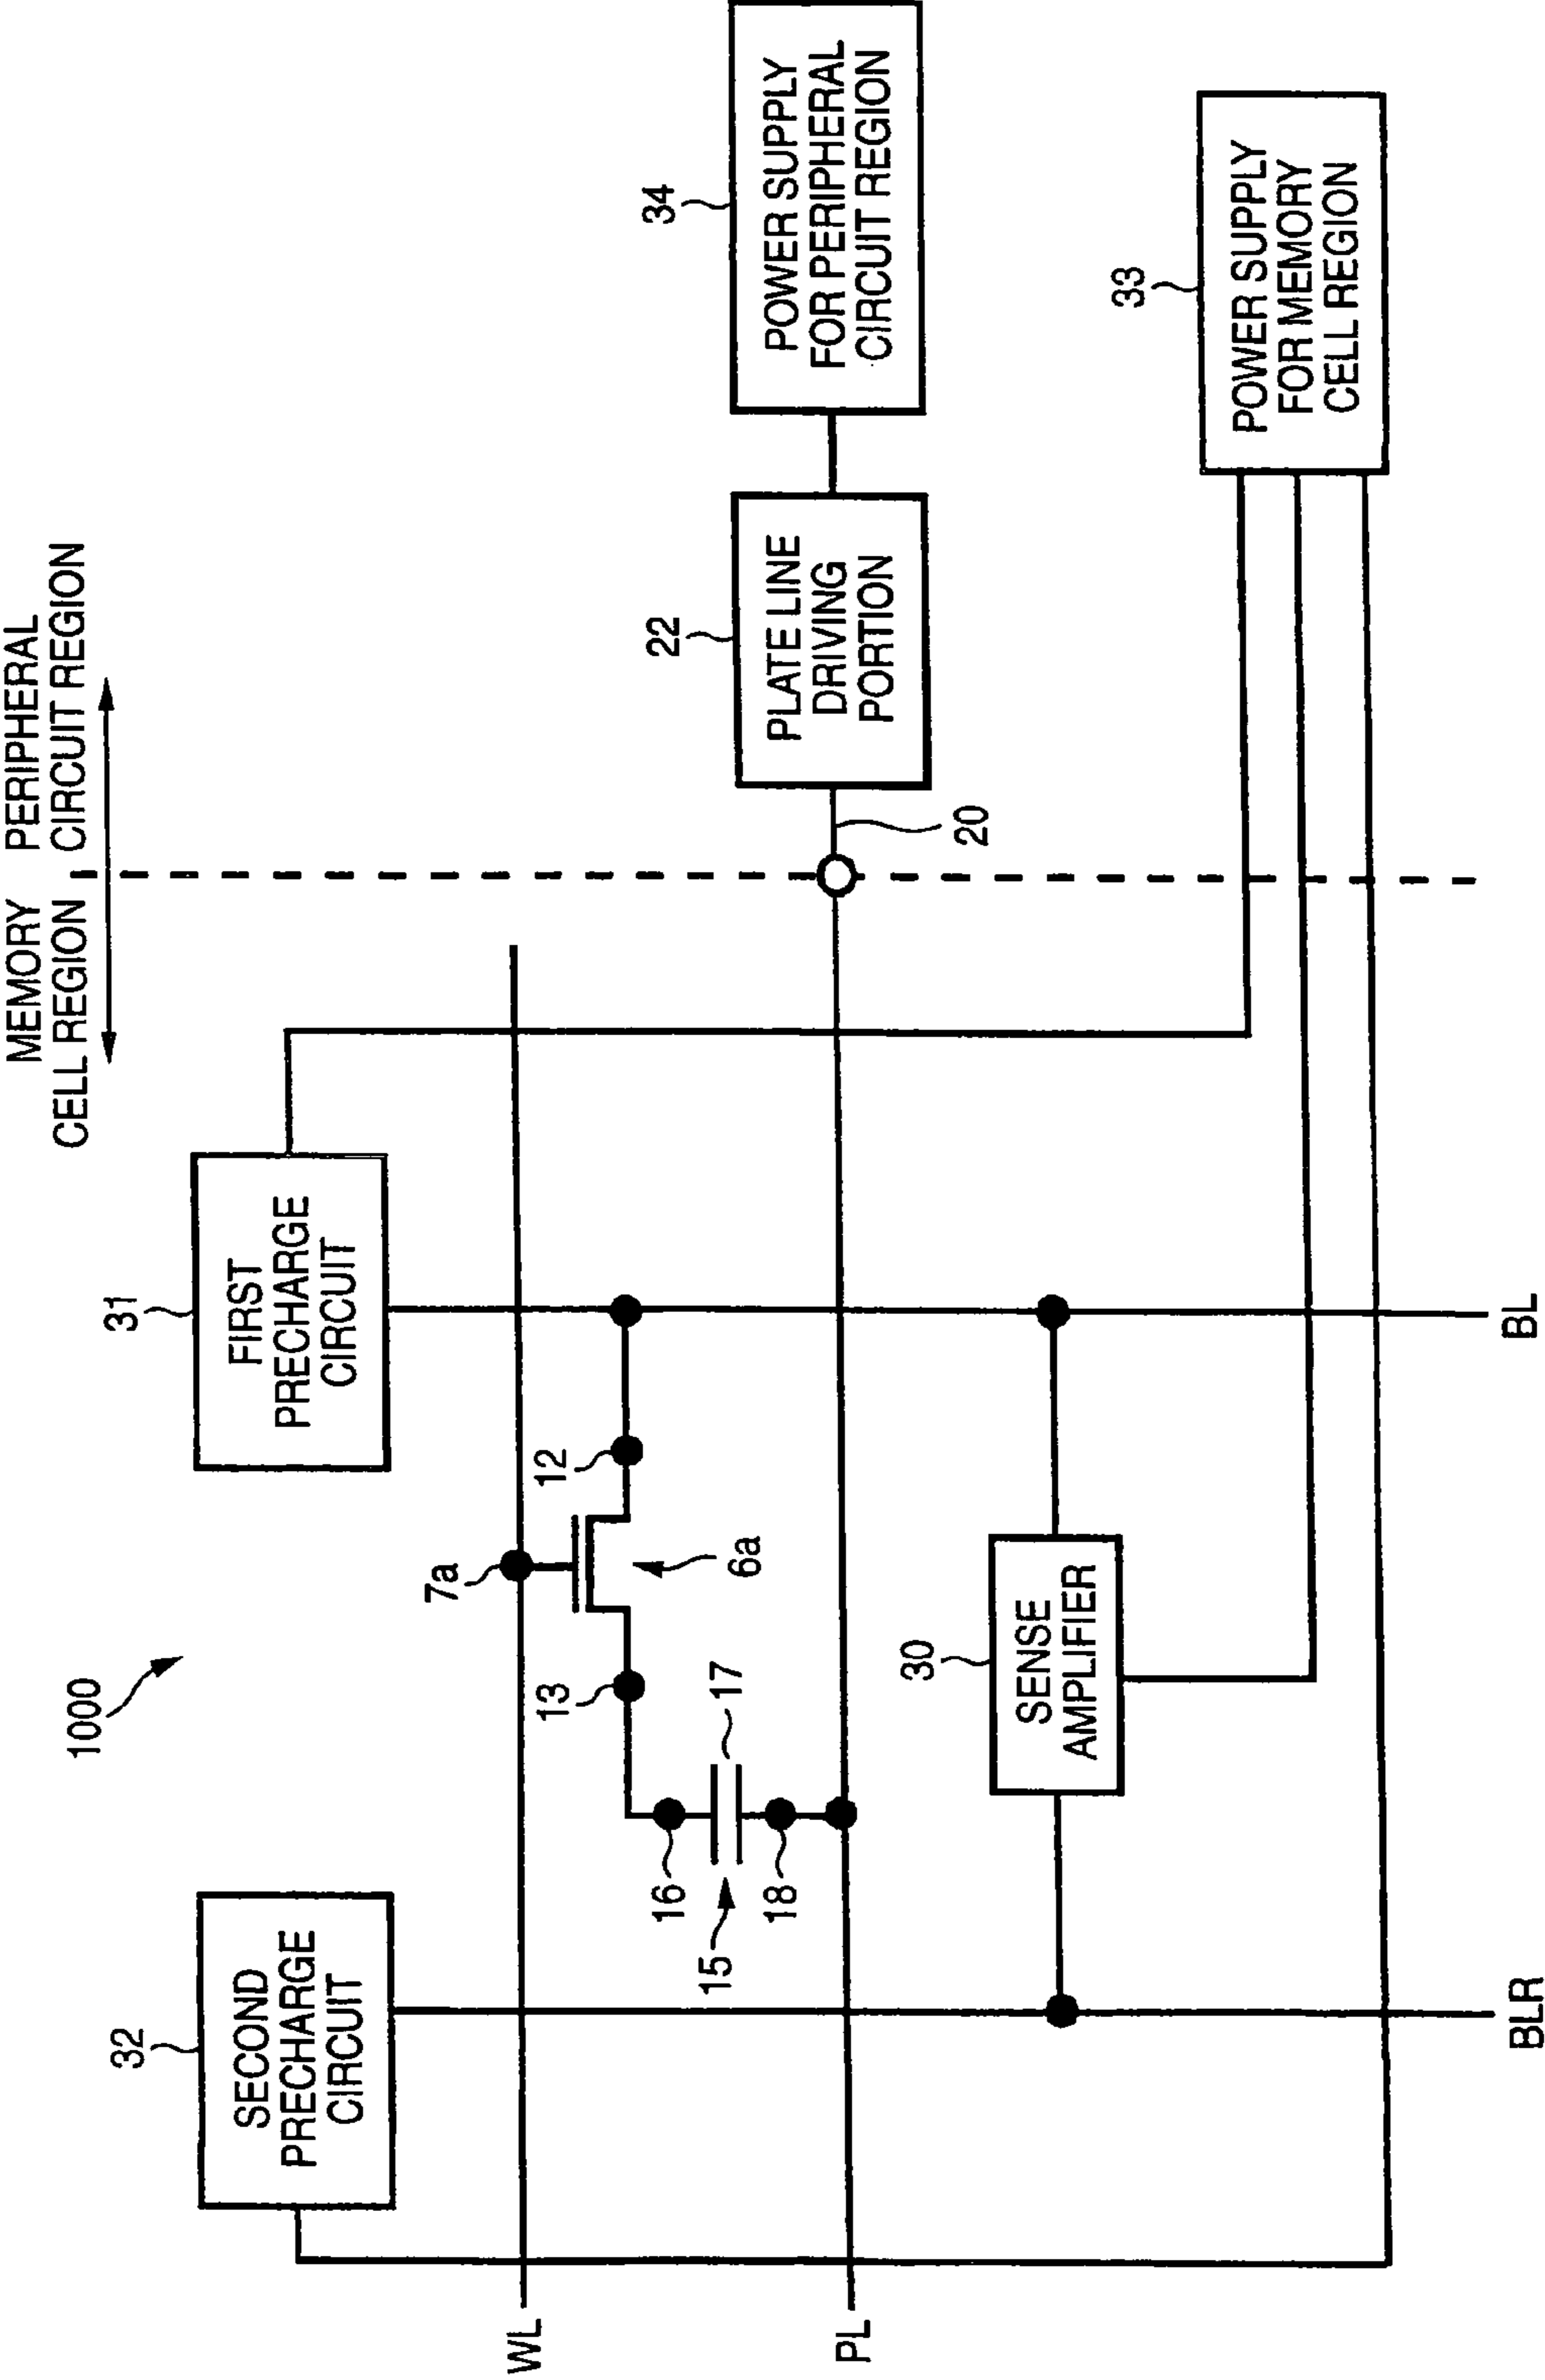 1000
MEMORY
CELL REGION
PERIPHERAL
CIRCUIT REGION
32
SECOND
PRECHARGE
CIRCUIT
31
FIRST
PRECHARGE
CIRCUIT
WL
7a
13
12
6a
16
15
17
18
PL
20
22
PLATE LINE
DRIVING
PORTION
34
POWER SUPPLY
FOR PERIPHERAL
CIRCUIT REGION
30
SENSE
AMPLIFIER
33
POWER SUPPLY
FOR MEMORY
CELL REGION
BLR
BL